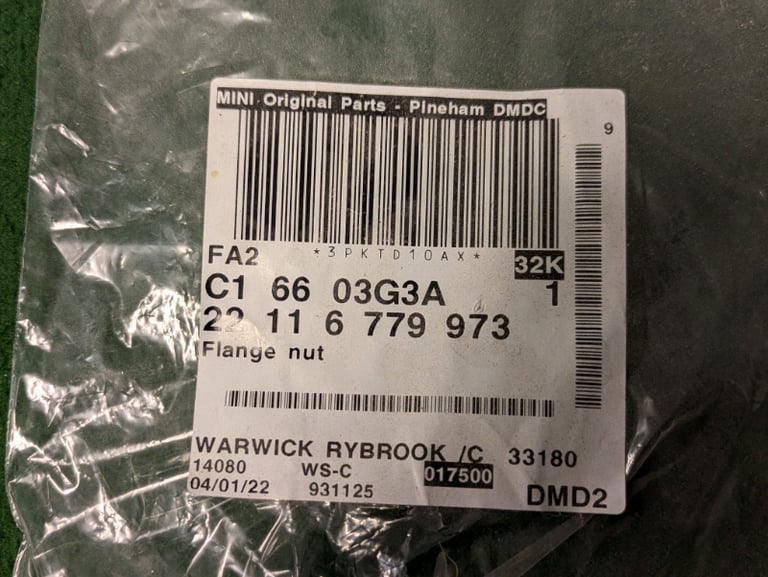 MINI Original Parts - Pineham DMDC
9
*3PKTD10AX*
FA2 32K
C1 66 03G3A 1
22 11 6 779 973
Flange nut
WARWICK RYBROOK /C 33180
14080 WS-C 017500
04/01/22 931125 DMD2